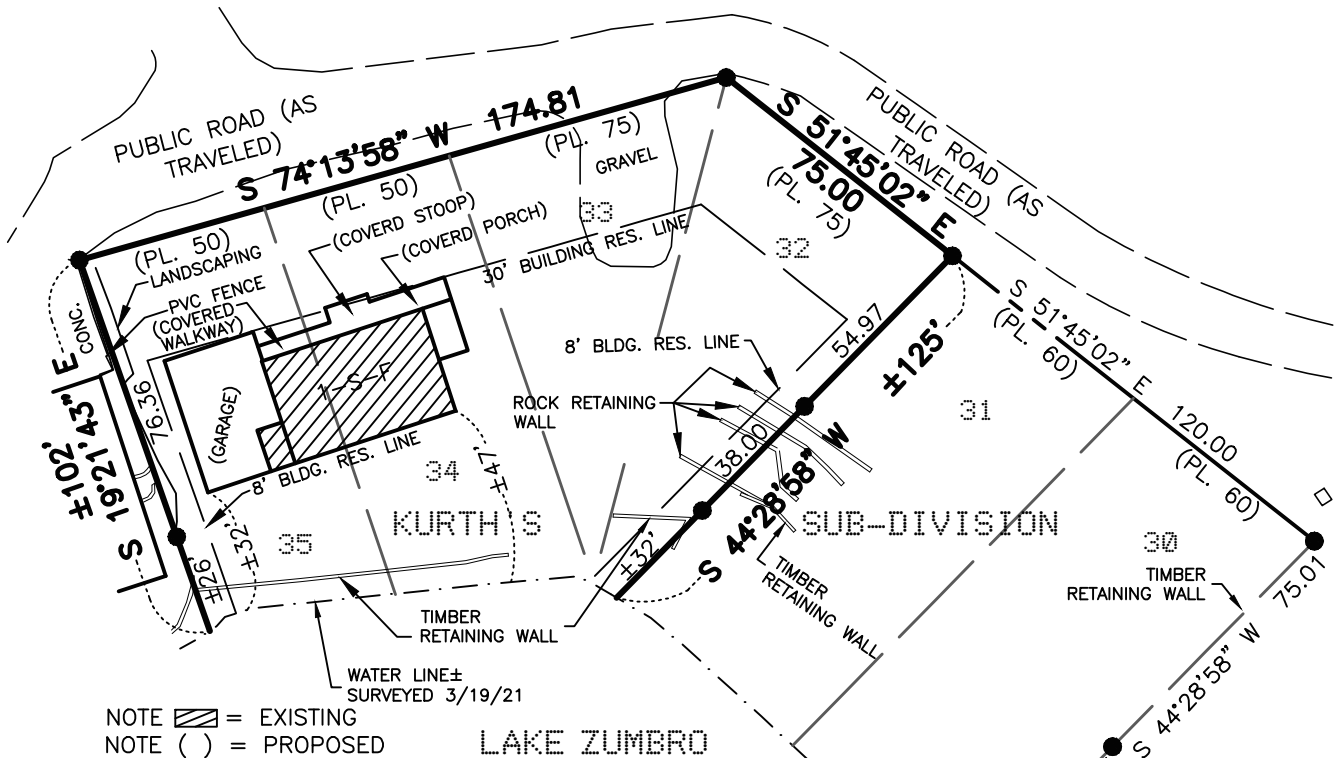 PUBLIC ROAD (AS
TRAVELED)
S 74°13'58" W 174.81
(PL. 50)
(PL. 50)
(PL. 75)
GRAVEL
33
S 51°45'02" E
75.00
(PL. 75)
32
PUBLIC ROAD (AS
TRAVELED)
LANDSCAPING
PVC FENCE
(COVERED
WALKWAY)
(COVERD STOOP)
(COVERD PORCH)
30' BUILDING RES. LINE
CONC.
S 19°21'43" E
±102'
76.36
(GARAGE)
1-S-F
8' BLDG. RES. LINE
8' BLDG. RES. LINE
54.97
±125'
S 51°45'02" E 120.00
(PL. 60)
(PL. 60)
ROCK RETAINING
WALL
38.00
S 44°28'58" W
31
34
±47'
KURTH S
SUB-DIVISION
35
±32'
±26'
±32'
30
TIMBER
RETAINING WALL
TIMBER
RETAINING WALL
TIMBER
RETAINING WALL
75.01
S 44°28'58" W
WATER LINE±
SURVEYED 3/19/21
NOTE = EXISTING
NOTE ( ) = PROPOSED
LAKE ZUMBRO